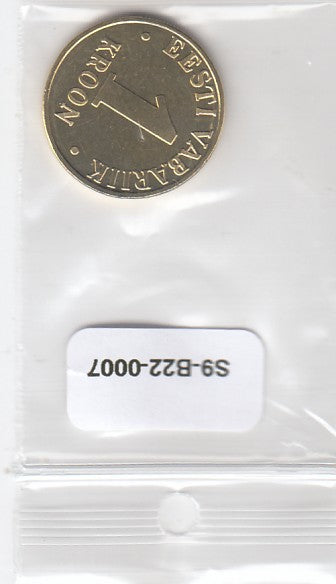 EESTI VABARIIK
1
KROON
S9-B22-0007